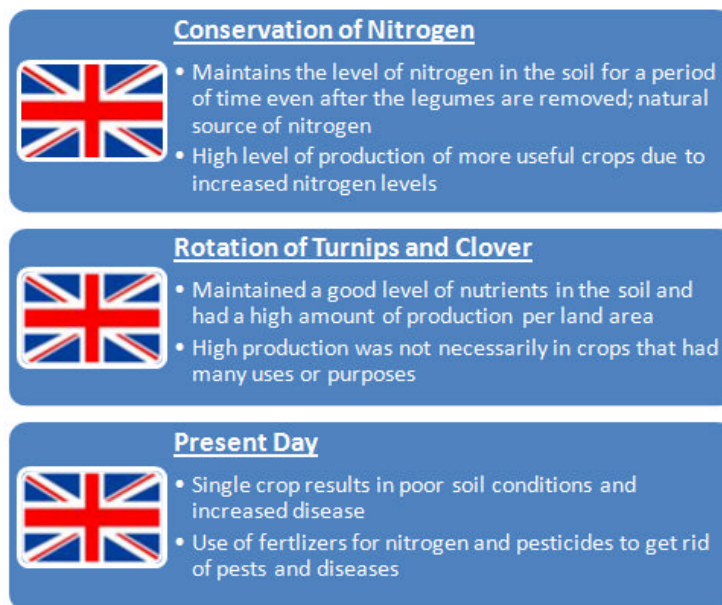 Conservation of Nitrogen
• Maintains the level of nitrogen in the soil for a period
of time even after the legumes are removed; natural
source of nitrogen
• High level of production of more useful crops due to
increased nitrogen levels
Rotation of Turnips and Clover
• Maintained a good level of nutrients in the soil and
had a high amount of production per land area
• High production was not necessarily in crops that had
many uses or purposes
Present Day
• Single crop results in poor soil conditions and
increased disease
• Use of fertlizers for nitrogen and pesticides to get rid
of pests and diseases